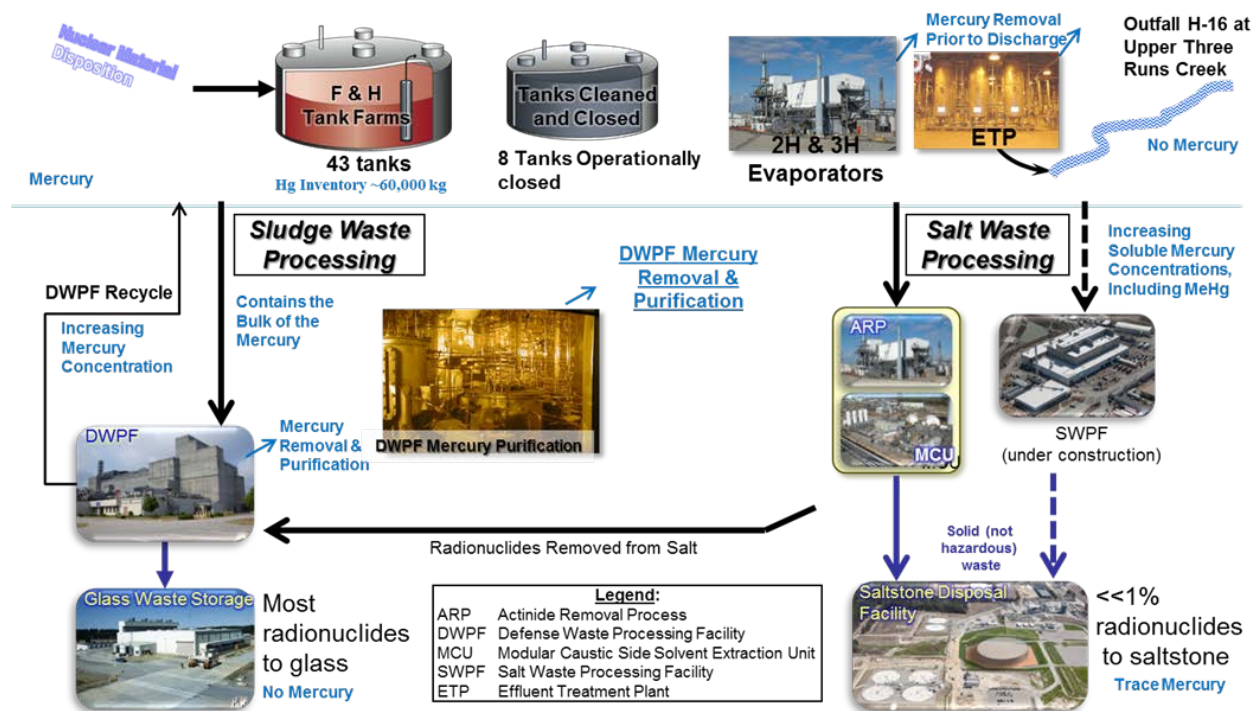 Nuclear Material
Disposition
F & H
Tank Farms
43 tanks
Hg Inventory ~60,000 kg
Tanks Cleaned
and Closed
8 Tanks Operationally
closed
2H & 3H
Evaporators
Mercury Removal
Prior to Discharge
ETP
Outfall H-16 at
Upper Three
Runs Creek
No Mercury
Mercury
Sludge Waste
Processing
DWPF Recycle
Increasing
Mercury
Concentration
Contains the
Bulk of the
Mercury
DWPF Mercury
Removal &
Purification
DWPF Mercury Purification
Salt Waste
Processing
Increasing
Soluble Mercury
Concentrations,
Including MeHg
ARP
MCU
SWPF
(under construction)
DWPF
Mercury
Removal &
Purification
Radionuclides Removed from Salt
Solid (not
hazardous)
waste
Glass Waste Storage
Most
radionuclides
to glass
No Mercury
Legend:
ARP Actinide Removal Process
DWPF Defense Waste Processing Facility
MCU Modular Caustic Side Solvent Extraction Unit
SWPF Salt Waste Processing Facility
ETP Effluent Treatment Plant
Saltstone Disposal
Facility
<<1%
radionuclides
to saltstone
Trace Mercury